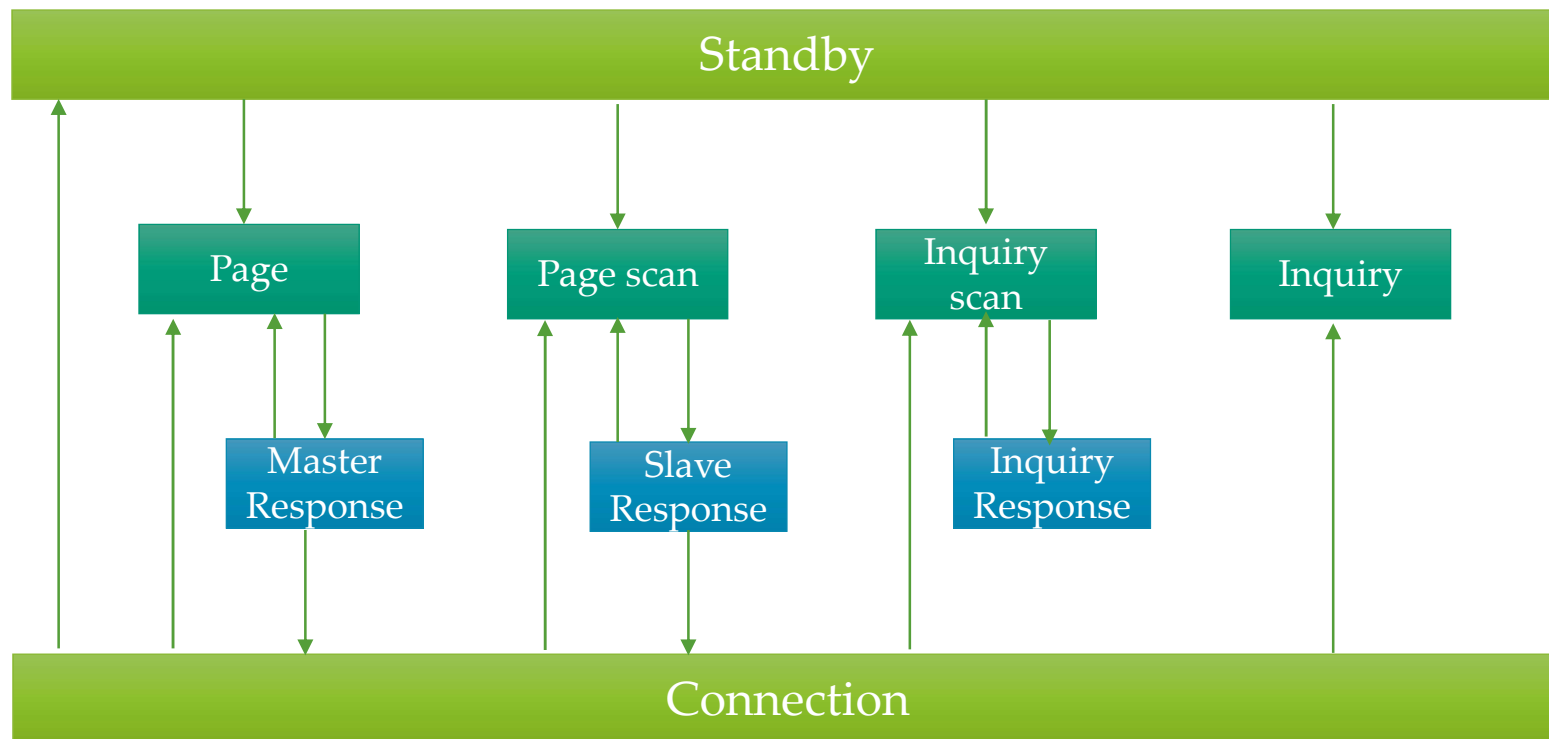 Standby
Page
Page scan
Inquiry
scan
Inquiry
Master
Response
Slave
Response
Inquiry
Response
Connection